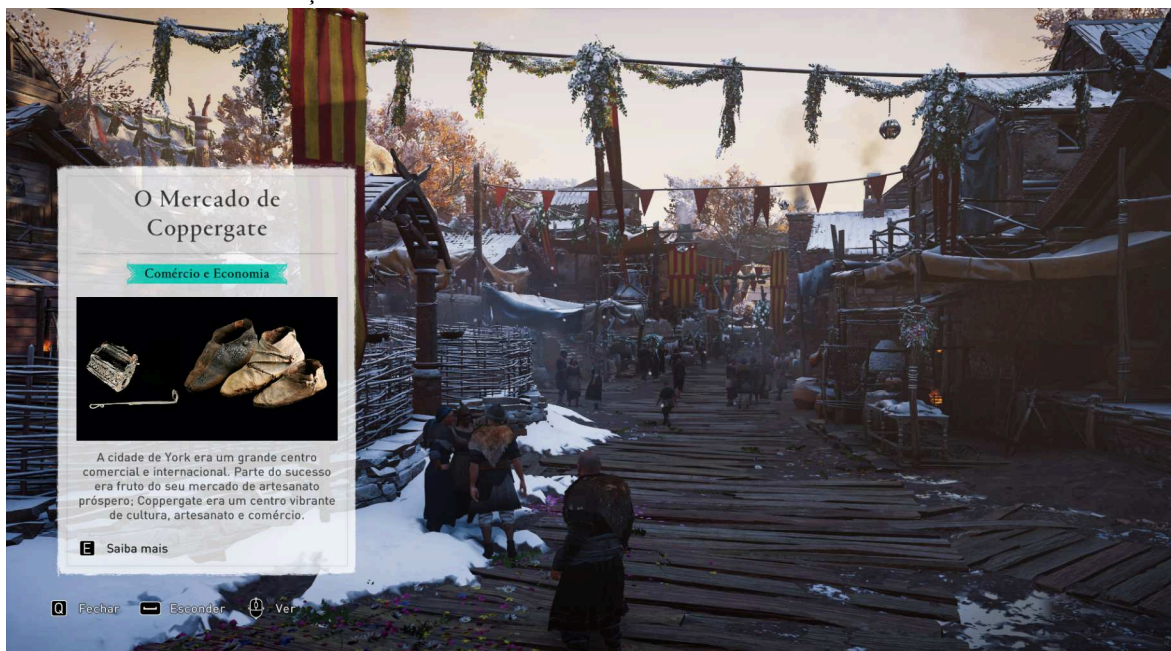 O Mercado de
Coppergate
Comércio e Economia
A cidade de York era um grande centro
comercial e internacional. Parte do sucesso
era fruto do seu mercado de artesanato
próspero; Coppergate era um centro vibrante
de cultura, artesanato e comércio.
E Saiba mais
Q Fechar Esconder Ver